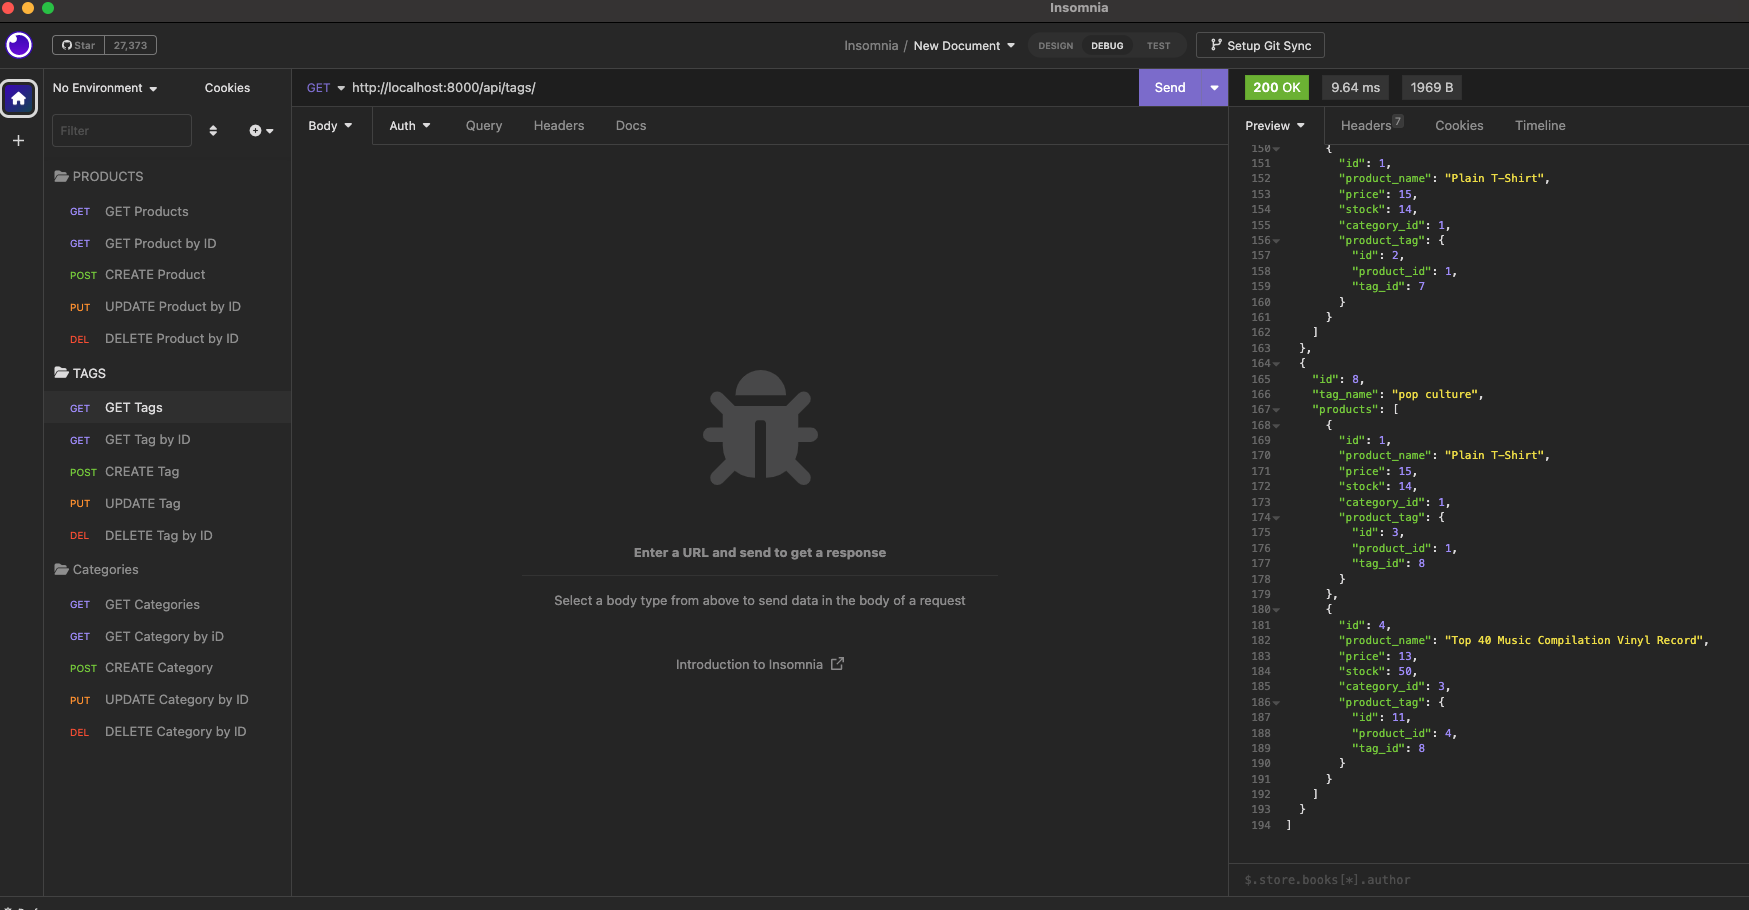 Insomnia
Star 27,373
Insomnia / New Document
DESIGN DEBUG TEST
Setup Git Sync
No Environment
Cookies
Filter
PRODUCTS
GET GET Products
GET GET Product by ID
POST CREATE Product
PUT UPDATE Product by ID
DEL DELETE Product by ID
TAGS
GET GET Tags
GET GET Tag by ID
POST CREATE Tag
PUT UPDATE Tag
DEL DELETE Tag by ID
Categories
GET GET Categories
GET GET Category by iD
POST CREATE Category
PUT UPDATE Category by ID
DEL DELETE Category by ID
GET http://localhost:8000/api/tags/
Send
Body Auth Query Headers Docs
Enter a URL and send to get a response
Select a body type from above to send data in the body of a request
Introduction to Insomnia
200 OK 9.64 ms 1969 B
Preview Headers 7 Cookies Timeline
150 {
151 "id": 1,
152 "product_name": "Plain T-Shirt",
153 "price": 15,
154 "stock": 14,
155 "category_id": 1,
156 "product_tag": {
157 "id": 2,
158 "product_id": 1,
159 "tag_id": 7
160 }
161 }
162 ]
163 },
164 {
165 "id": 8,
166 "tag_name": "pop culture",
167 "products": [
168 {
169 "id": 1,
170 "product_name": "Plain T-Shirt",
171 "price": 15,
172 "stock": 14,
173 "category_id": 1,
174 "product_tag": {
175 "id": 3,
176 "product_id": 1,
177 "tag_id": 8
178 }
179 },
180 {
181 "id": 4,
182 "product_name": "Top 40 Music Compilation Vinyl Record",
183 "price": 13,
184 "stock": 50,
185 "category_id": 3,
186 "product_tag": {
187 "id": 11,
188 "product_id": 4,
189 "tag_id": 8
190 }
191 }
192 ]
193 }
194 ]
$.store.books[*].author